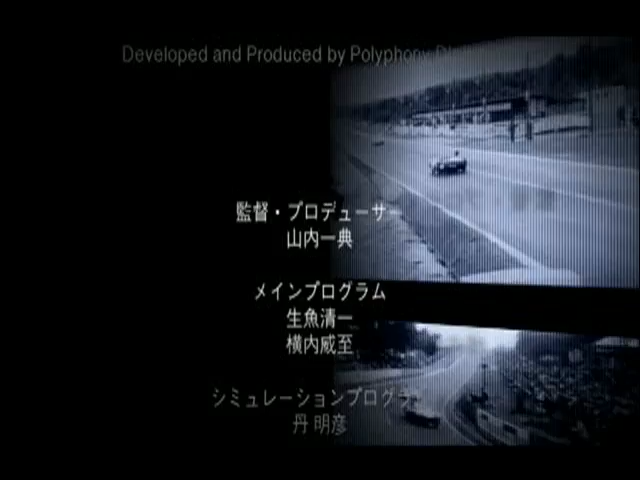 Developed and Produced by Polyphony
監督・プロデューサー
山内一典
メインプログラム
生魚清一
横内威至
シミュレーションプログラ
丹 明彦